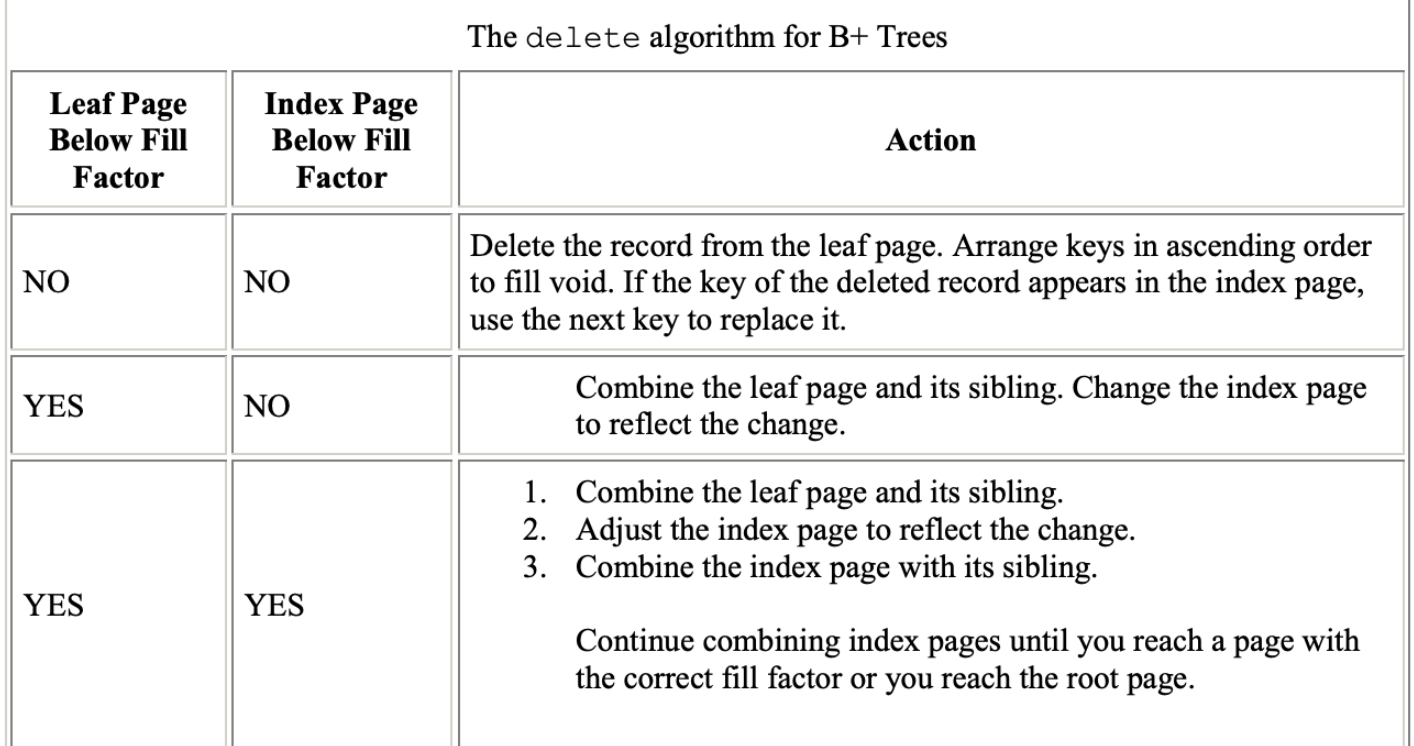 The delete algorithm for B+ Trees
Leaf Page
Below Fill
Factor
Index Page
Below Fill
Factor
Action
NO
NO
Delete the record from the leaf page. Arrange keys in ascending order
to fill void. If the key of the deleted record appears in the index page,
use the next key to replace it.
YES
NO
Combine the leaf page and its sibling. Change the index page
to reflect the change.
YES
YES
1. Combine the leaf page and its sibling.
2. Adjust the index page to reflect the change.
3. Combine the index page with its sibling.
Continue combining index pages until you reach a page with
the correct fill factor or you reach the root page.